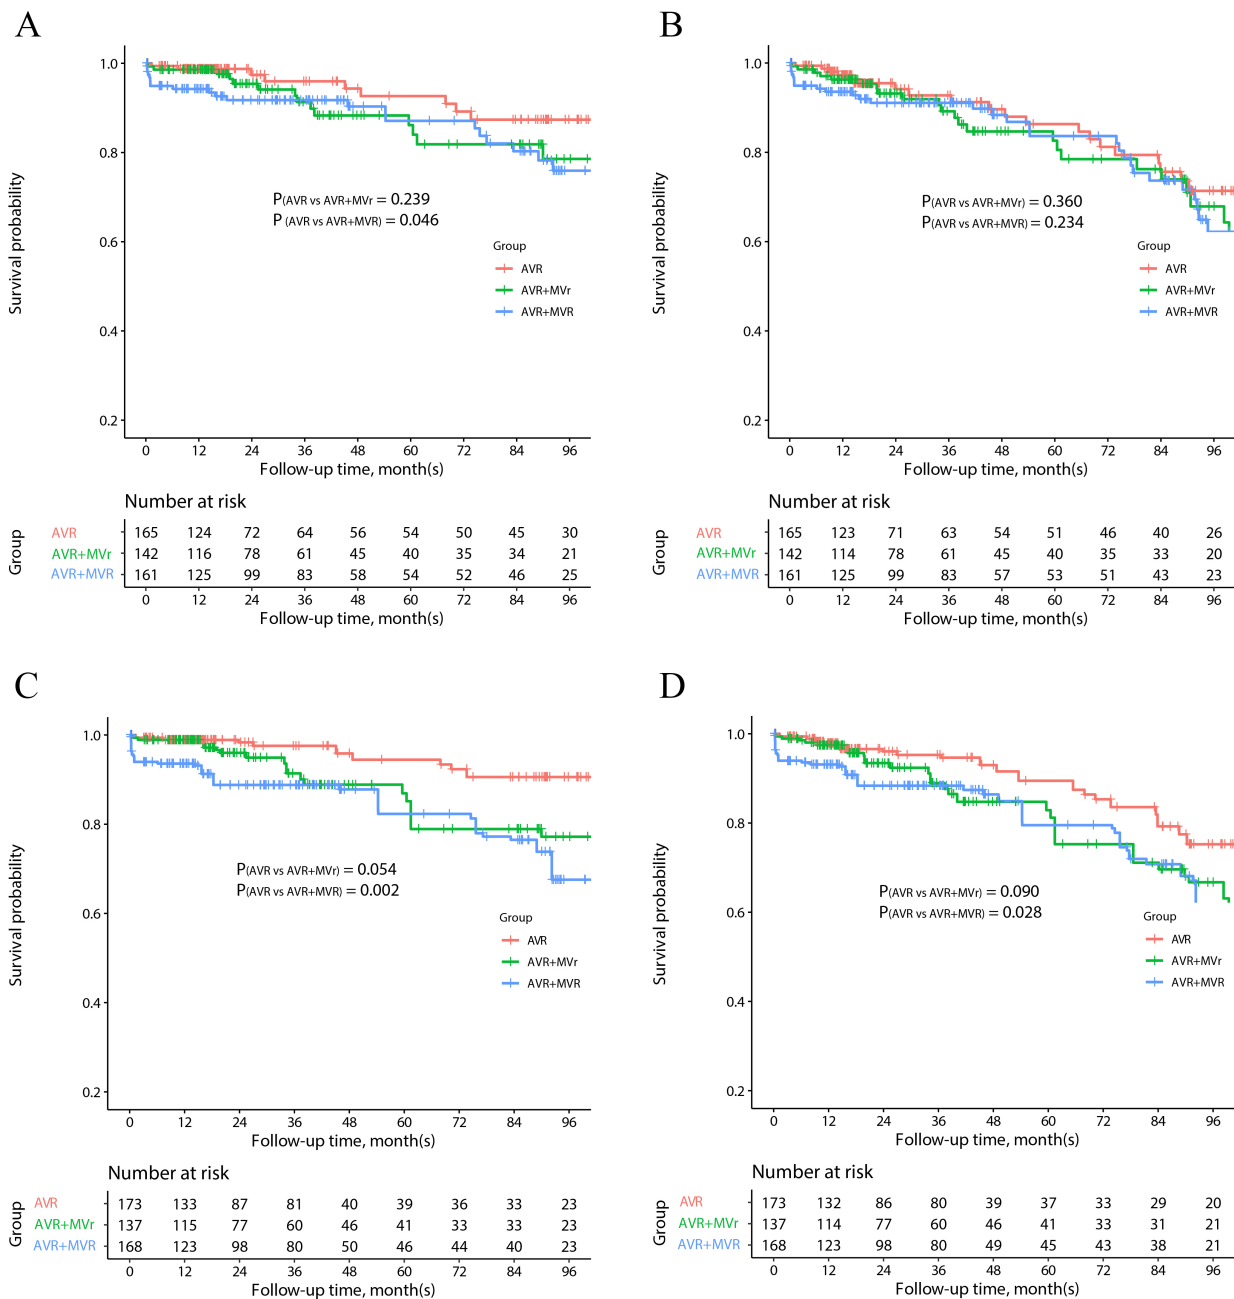 A
Survival probability
1.0
0.8
0.6
0.4
0.2
P(AVR vs AVR+MVr = 0.239
P (AVR vs AVR+MVR) = 0.046
Group
AVR
AVR+MVr
AVR+MVR
0 12 24 36 48 60 72 84 96
Follow-up time, month(s)
Number at risk
Group
AVR 165 124 72 64 56 54 50 45 30
AVR+MVr 142 116 78 61 45 40 35 34 21
AVR+MVR 161 125 99 83 58 54 52 46 25
0 12 24 36 48 60 72 84 96
Follow-up time, month(s)
B
Survival probability
1.0
0.8
0.6
0.4
0.2
P(AVR vs AVR+MVr) = 0.360
P(AVR vs AVR+MVR) = 0.234
Group
AVR
AVR+MVr
AVR+MVR
0 12 24 36 48 60 72 84 96
Follow-up time, month(s)
Number at risk
Group
AVR 165 123 71 63 54 51 46 40 26
AVR+MVr 142 114 78 61 45 40 35 33 20
AVR+MVR 161 125 99 83 57 53 51 43 23
0 12 24 36 48 60 72 84 96
Follow-up time, month(s)
C
Survival probability
1.0
0.8
0.6
0.4
0.2
P(AVR vs AVR+MVr) = 0.054
P(AVR vs AVR+MVR) = 0.002
Group
AVR
AVR+MVr
AVR+MVR
0 12 24 36 48 60 72 84 96
Follow-up time, month(s)
Number at risk
Group
AVR 173 133 87 81 40 39 36 33 23
AVR+MVr 137 115 77 60 46 41 33 33 23
AVR+MVR 168 123 98 80 50 46 44 40 23
0 12 24 36 48 60 72 84 96
Follow-up time, month(s)
D
Survival probability
1.0
0.8
0.6
0.4
0.2
P(AVR vs AVR+MVr) = 0.090
P(AVR vs AVR+MVR) = 0.028
Group
AVR
AVR+MVr
AVR+MVR
0 12 24 36 48 60 72 84 96
Follow-up time, month(s)
Number at risk
Group
AVR 173 132 86 80 39 37 33 29 20
AVR+MVr 137 114 77 60 46 41 33 31 21
AVR+MVR 168 123 98 80 49 45 43 38 21
0 12 24 36 48 60 72 84 96
Follow-up time, month(s)